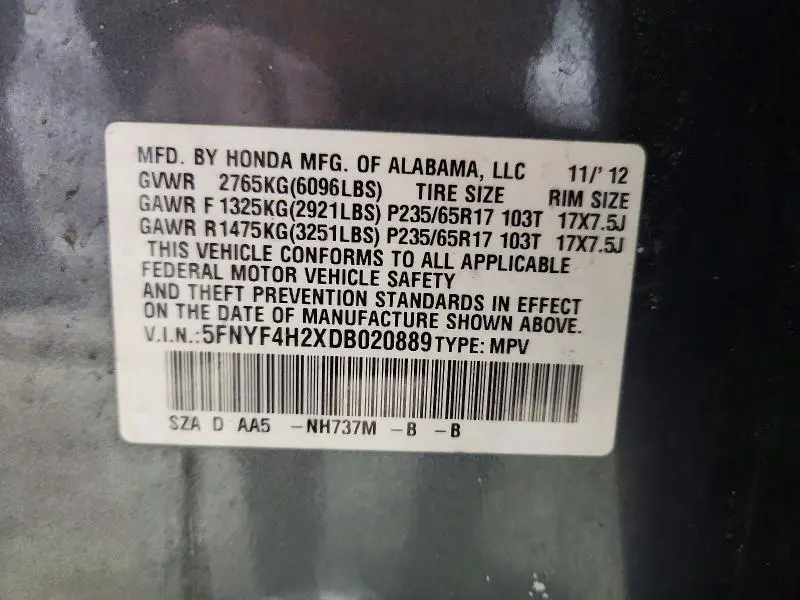 MFD. BY HONDA MFG. OF ALABAMA, LLC 11/'12
GVWR 2765KG(6096LBS) TIRE SIZE RIM SIZE
GAWR F 1325KG(2921LBS) P235/65R17 103T 17X7.5J
GAWR R1475KG(3251LBS) P235/65R17 103T 17X7.5J
THIS VEHICLE CONFORMS TO ALL APPLICABLE
FEDERAL MOTOR VEHICLE SAFETY
AND THEFT PREVENTION STANDARDS IN EFFECT
ON THE DATE OF MANUFACTURE SHOWN ABOVE.
V.I.N.:5FNYF4H2XDB020889 TYPE: MPV
SZA D AA5 -NH737M -B -B